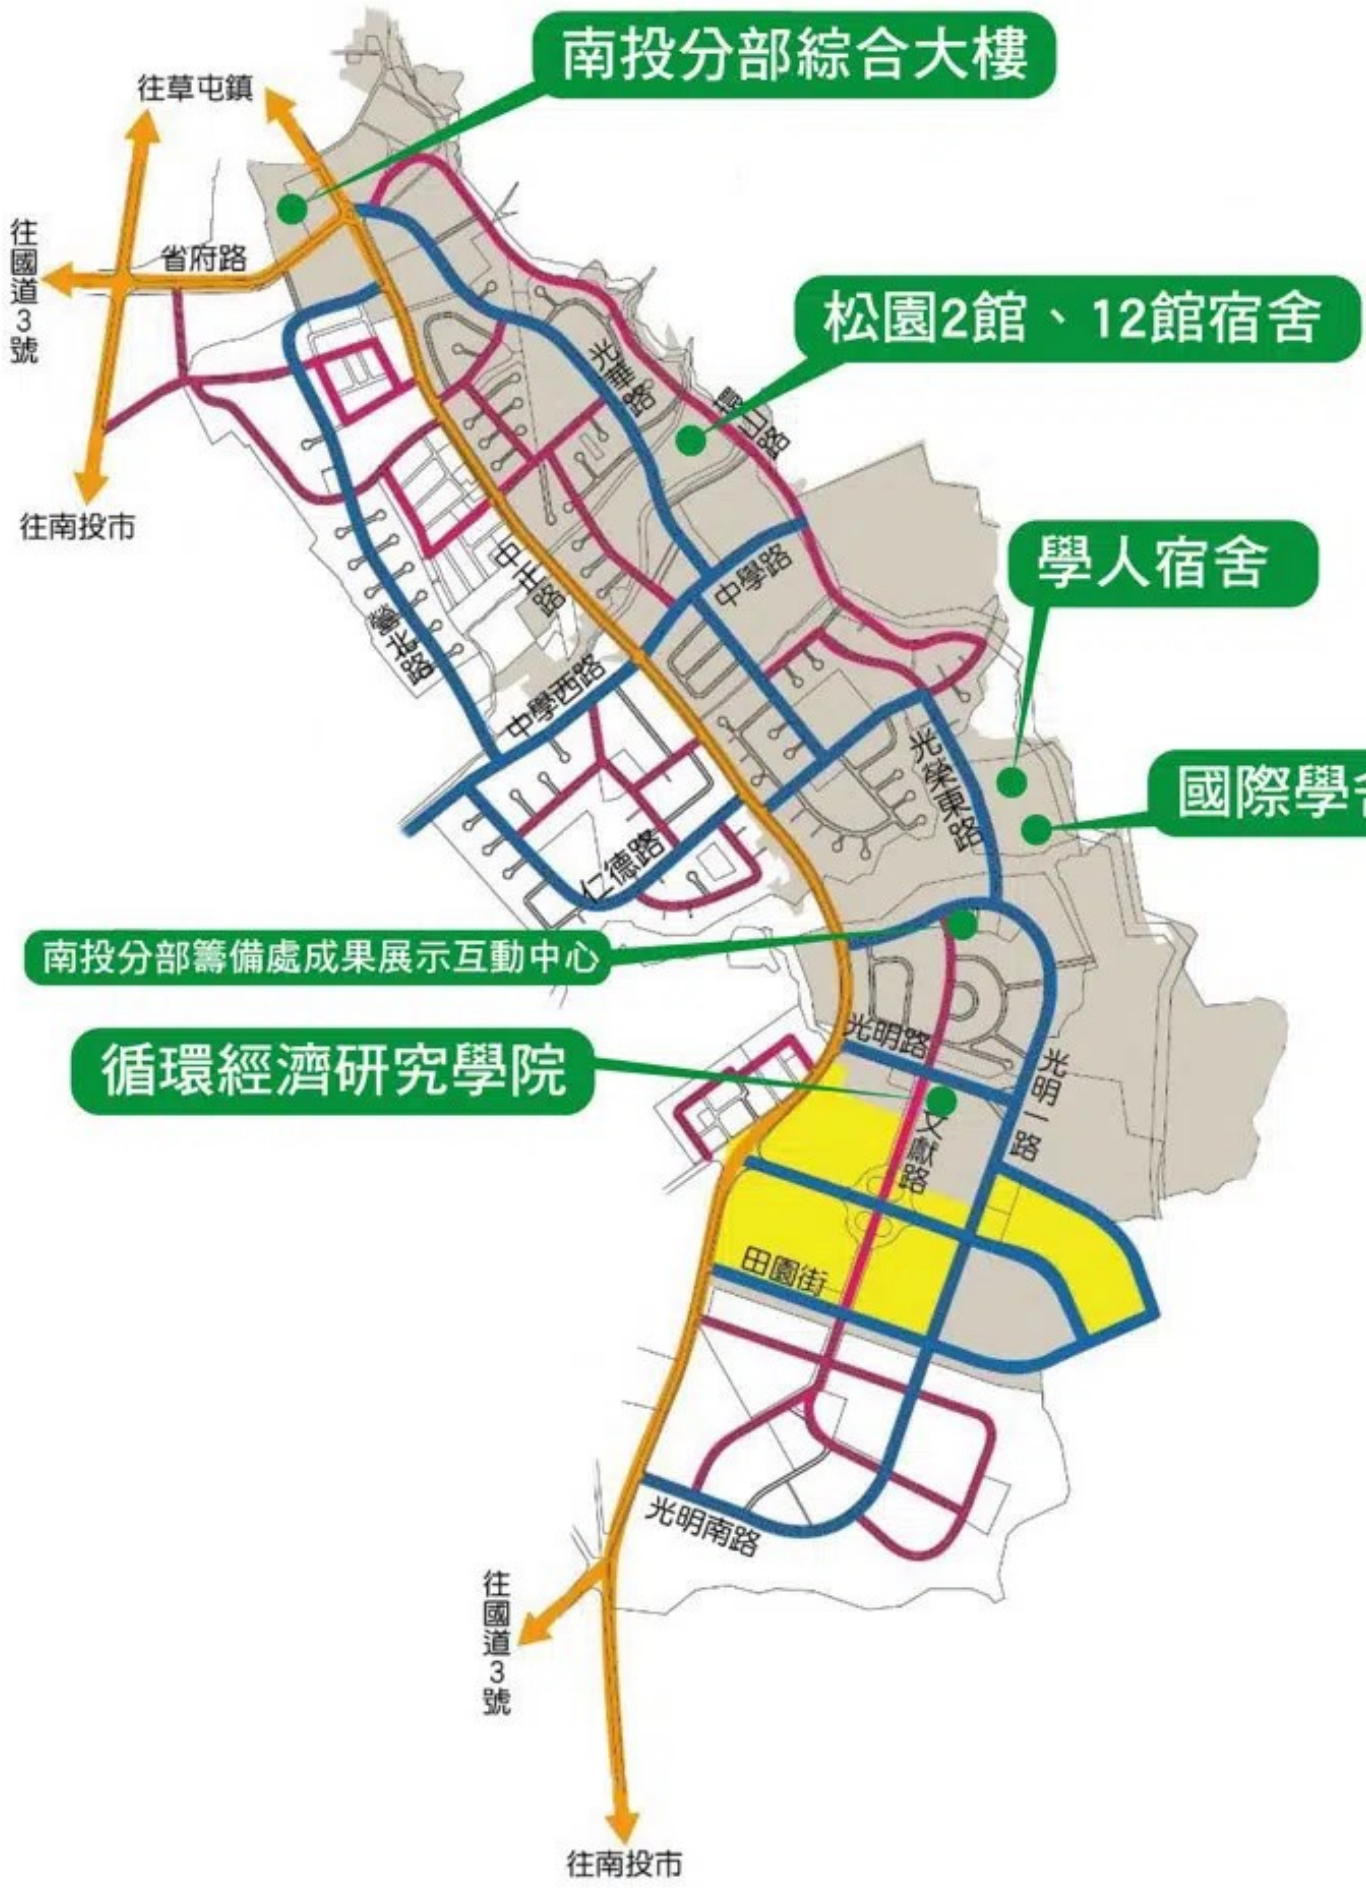 南投分部綜合大樓
往草屯鎮
往國道3號
省府路
松園2館、12館宿舍
光華路
往南投市
中正路
中學路
學人宿舍
中學西路
光榮東路
國際學舍
仁德路
南投分部籌備處成果展示互動中心
光明路
循環經濟研究學院
光明一路
文獻路
田園街
光明南路
往國道3號
往南投市